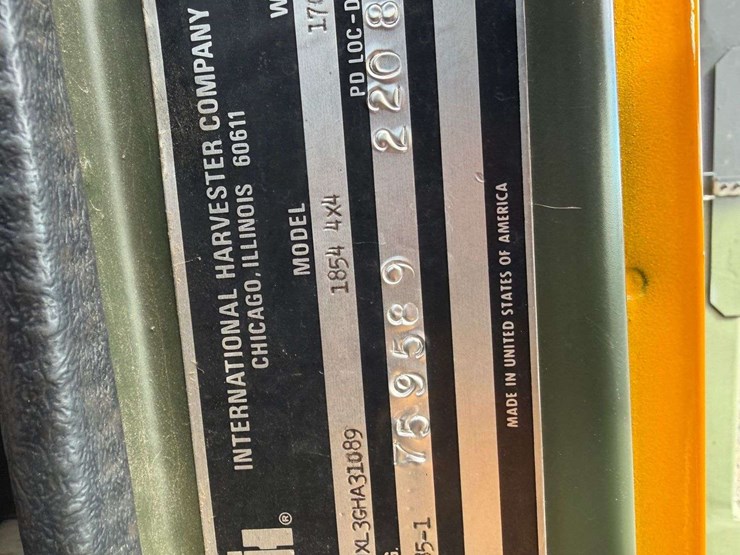 INTERNATIONAL HARVESTER COMPANY
CHICAGO, ILLINOIS 60611
®
MODEL
W
XL3GHA31089
1854 4X4
PD LOC-D
759589
2208
MADE IN UNITED STATES OF AMERICA